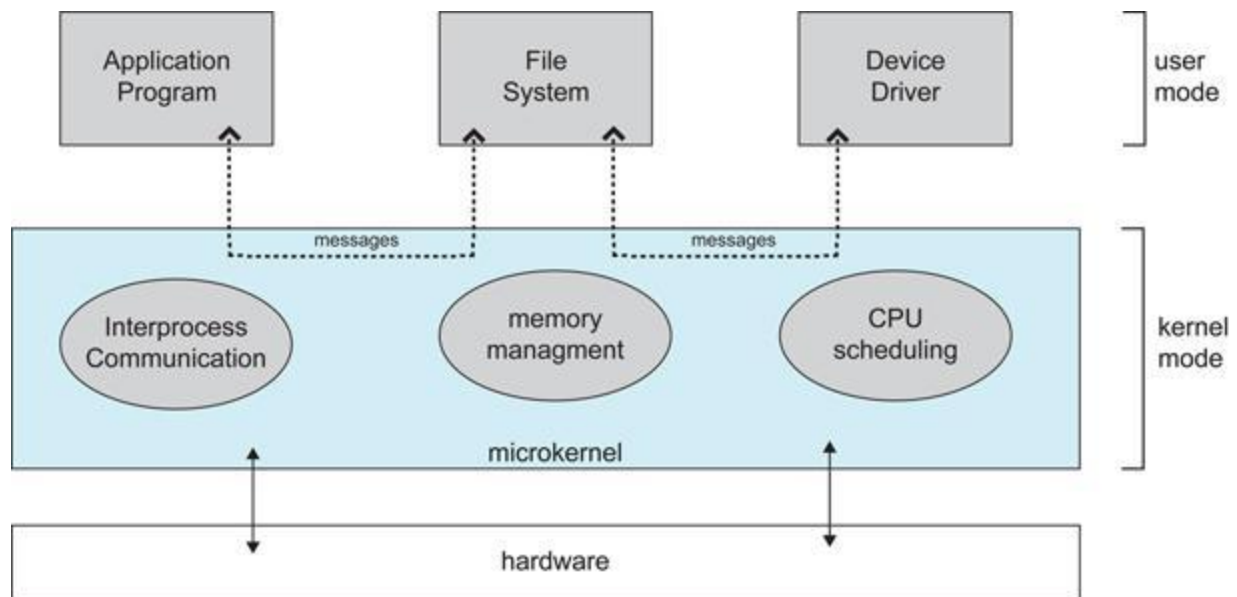 Application
Program
File
System
Device
Driver
user
mode
messages
messages
Interprocess
Communication
memory
managment
CPU
scheduling
kernel
mode
microkernel
hardware